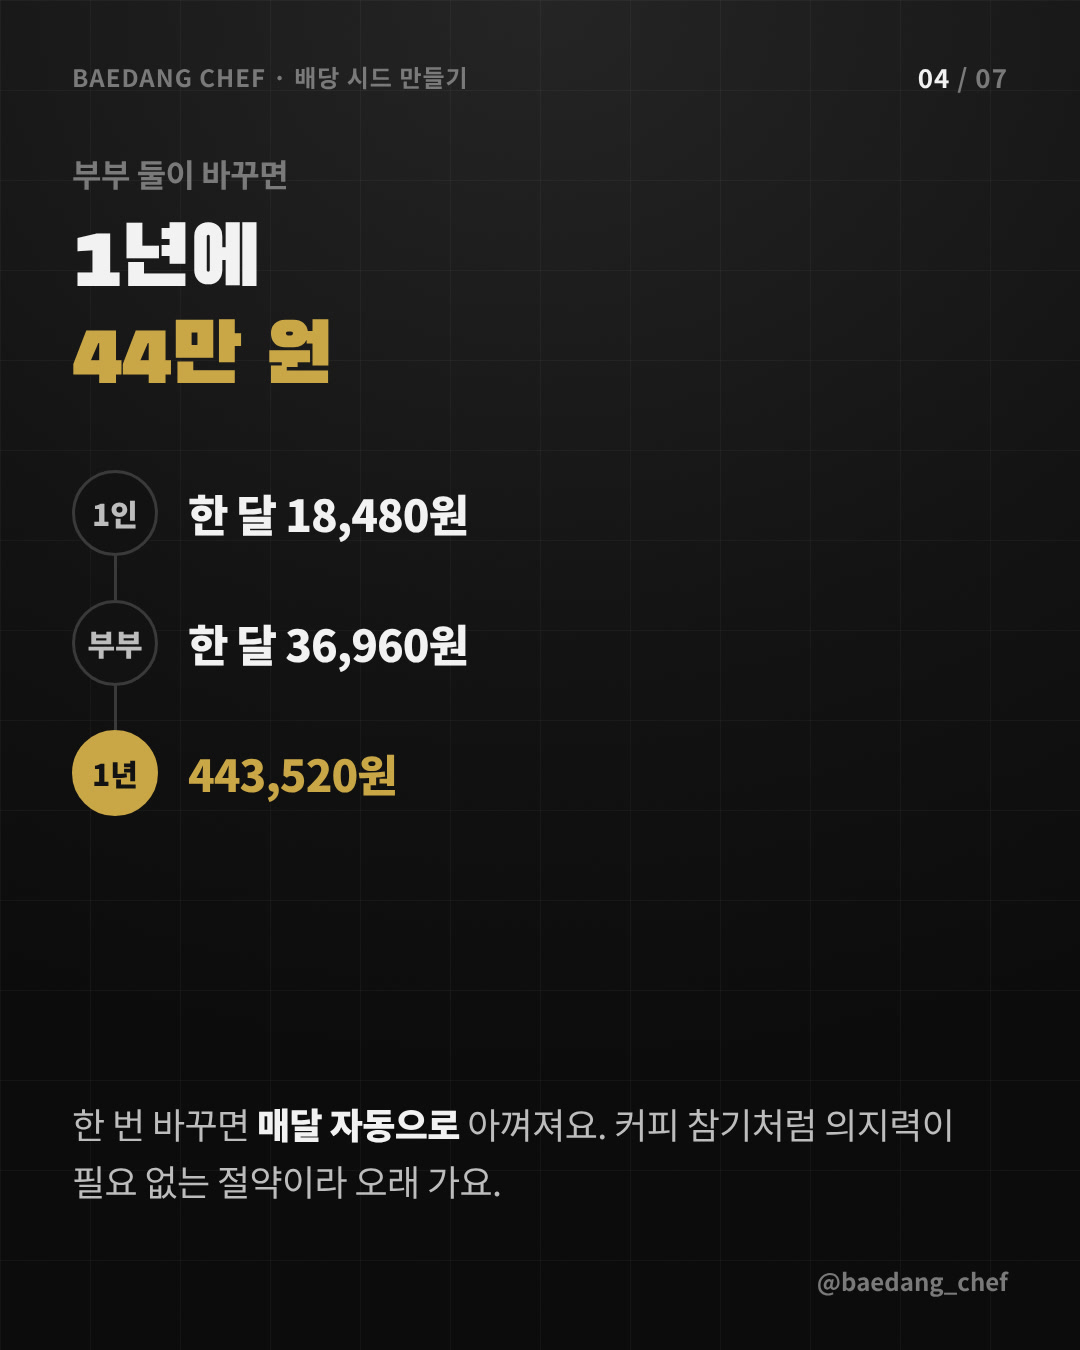 BAEDANG CHEF · 배당 시드 만들기
04 / 07
부부 둘이 바꾸면
1년에
44만 원
1인 한 달 18,480원
부부 한 달 36,960원
1년 443,520원
한 번 바꾸면 매달 자동으로 아껴져요. 커피 참기처럼 의지력이
필요 없는 절약이라 오래 가요.
@baedang_chef